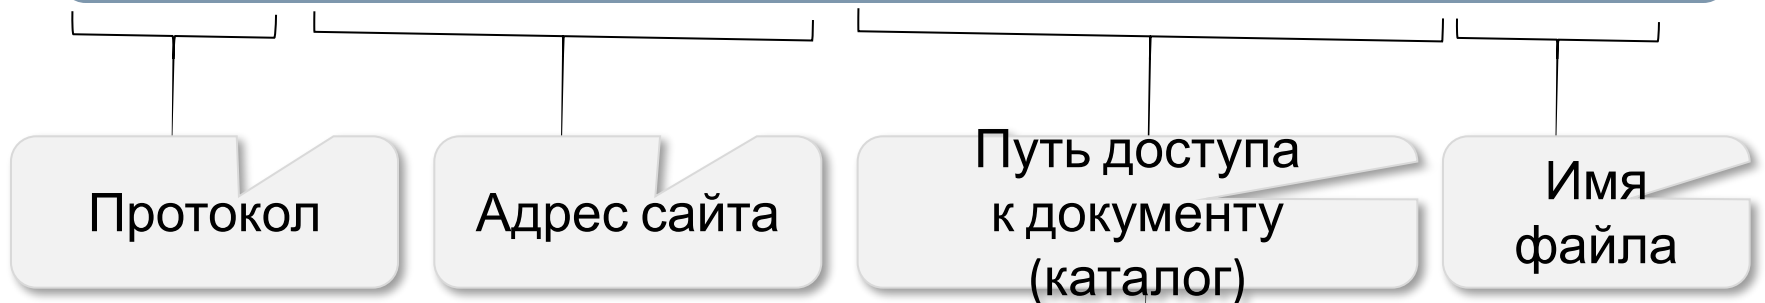 Протокол
Адрес сайта
Путь доступа
к документу
(каталог)
Имя
файла